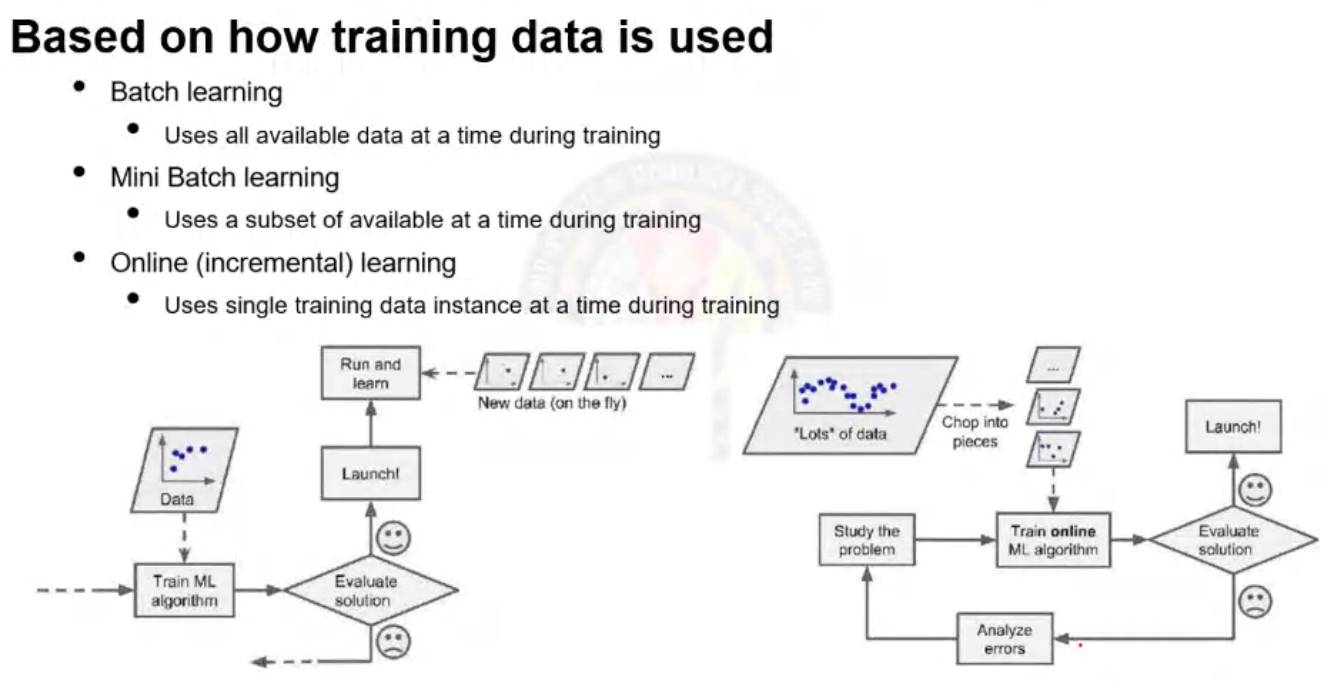 Based on how training data is used
Batch learning
Uses all available data at a time during training
Mini Batch learning
Uses a subset of available at a time during training
Online (incremental) learning
Uses single training data instance at a time during training
Run and
learn
...
New data (on the fly)
Launch!
Data
Train ML
algorithm
Evaluate
solution
*Lots* of data
Chop into
pieces
...
Launch!
Study the
problem
Train online
ML algorithm
Evaluate
solution
Analyze
errors